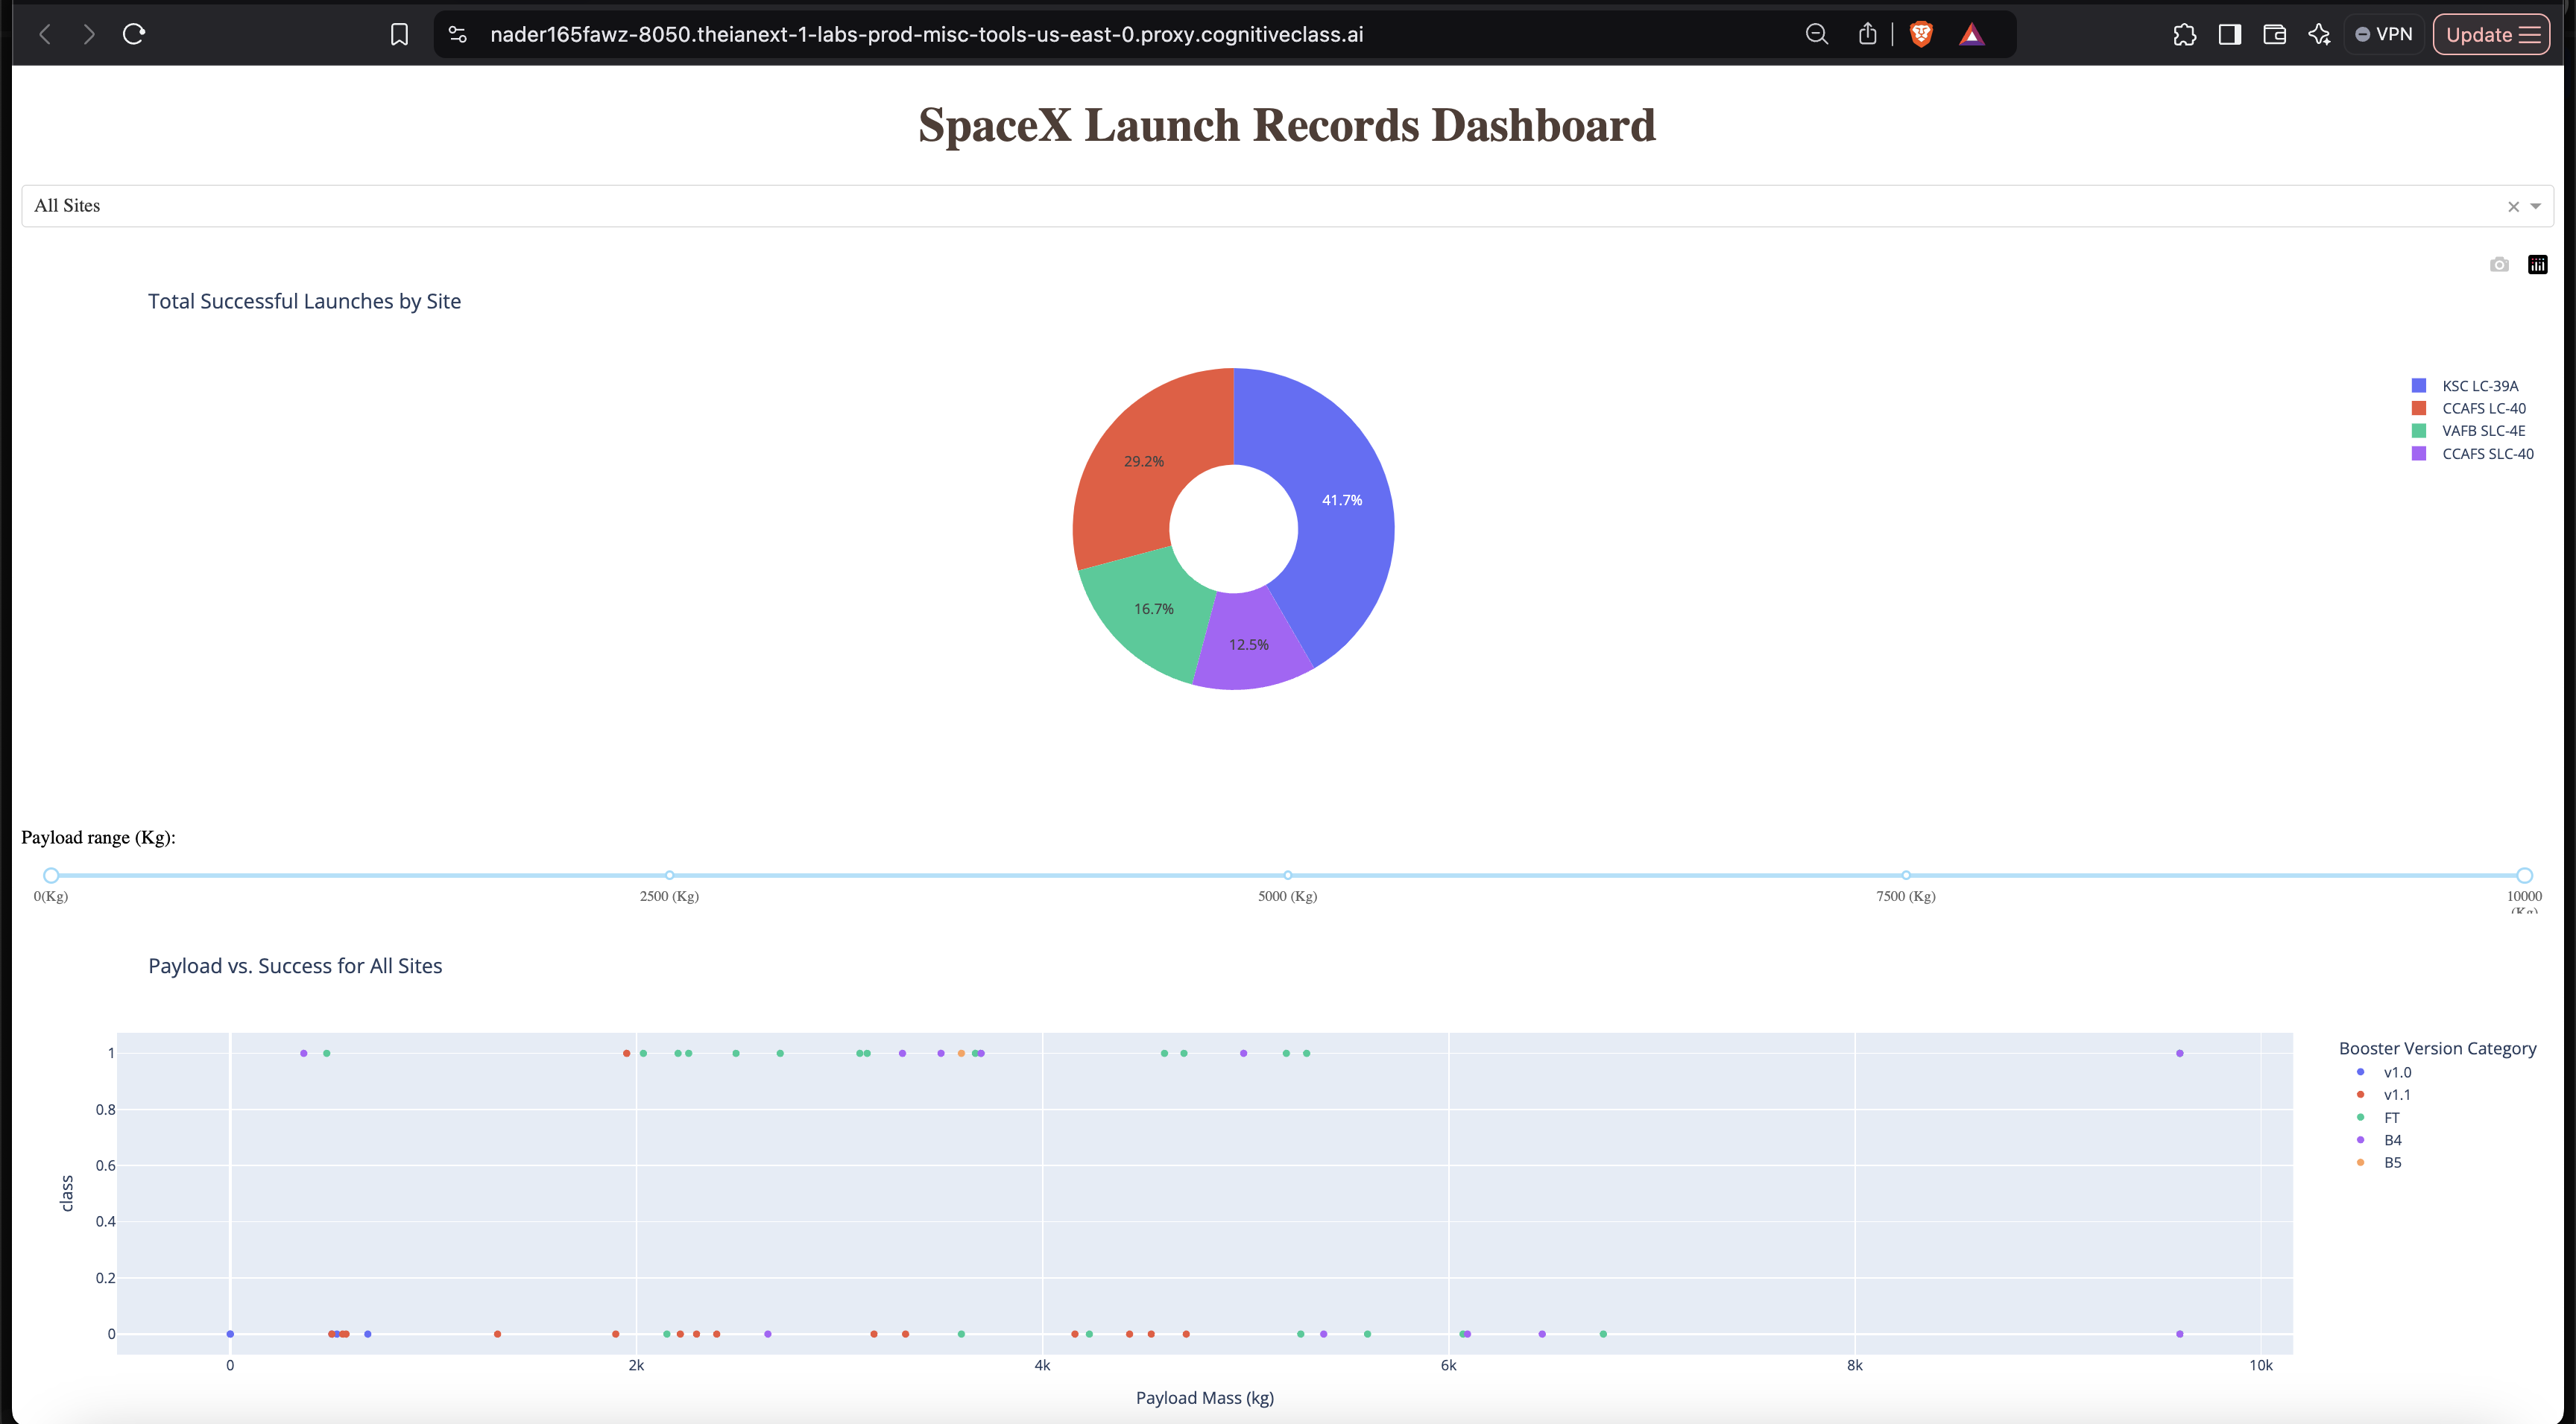 nader165fawz-8050.theianext-1-labs-prod-misc-tools-us-east-0.proxy.cognitiveclass.ai
VPN
Update
SpaceX Launch Records Dashboard
All Sites
Total Successful Launches by Site
KSC LC-39A
CCAFS LC-40
VAFB SLC-4E
CCAFS SLC-40
29.2%
41.7%
16.7%
12.5%
Payload range (Kg):
0(Kg)
2500 (Kg)
5000 (Kg)
7500 (Kg)
10000
(Kg)
Payload vs. Success for All Sites
Booster Version Category
v1.0
v1.1
FT
B4
B5
class
1
0.8
0.6
0.4
0.2
0
0
2k
4k
6k
8k
10k
Payload Mass (kg)